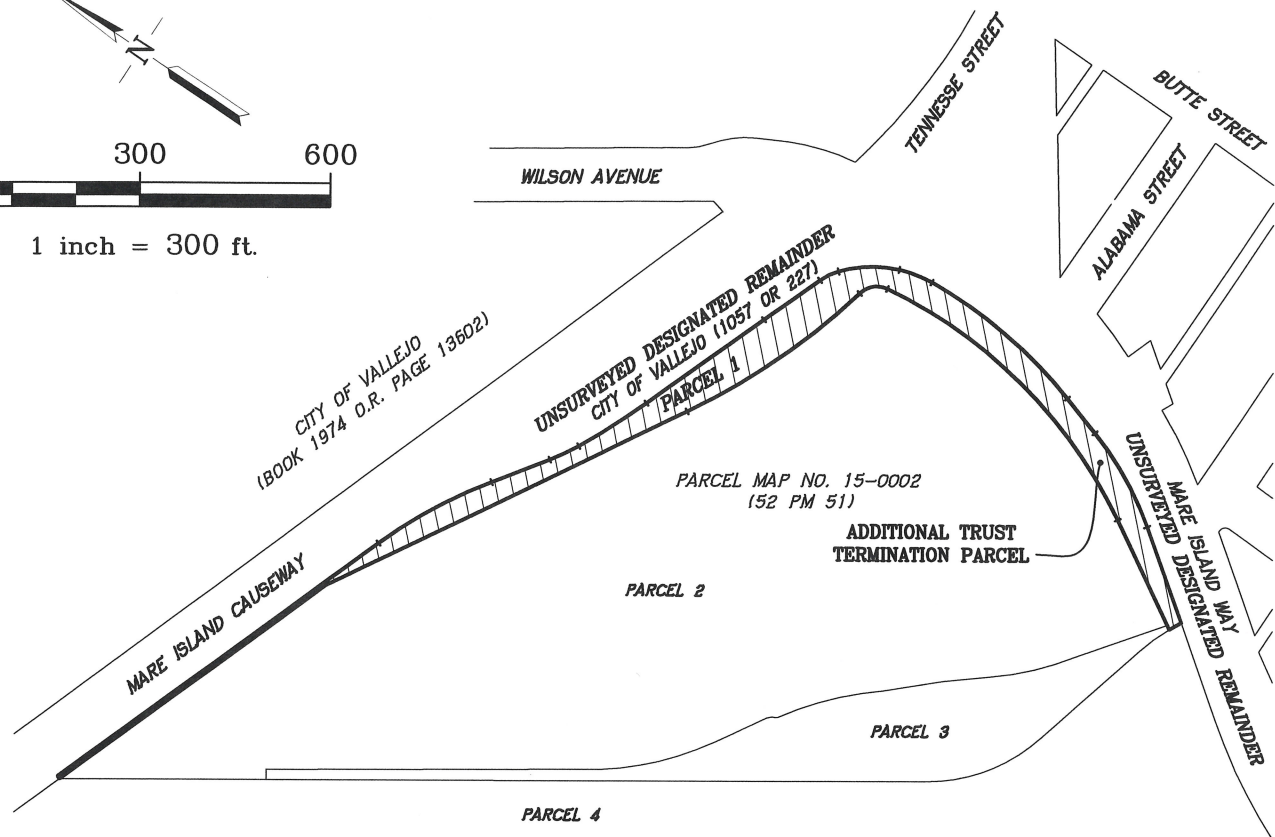 N
300 600
1 inch = 300 ft.
WILSON AVENUE
TENNESSE STREET
BUTTE STREET
ALABAMA STREET
CITY OF VALLEJO
(BOOK 1974 O.R. PAGE 13602)
UNSURVEYED DESIGNATED REMAINDER
CITY OF VALLEJO (1057 OR 227)
PARCEL 1
PARCEL MAP NO. 15-0002
(52 PM 51)
ADDITIONAL TRUST
TERMINATION PARCEL
MARE ISLAND WAY
UNSURVEYED DESIGNATED REMAINDER
MARE ISLAND CAUSEWAY
PARCEL 2
PARCEL 3
PARCEL 4